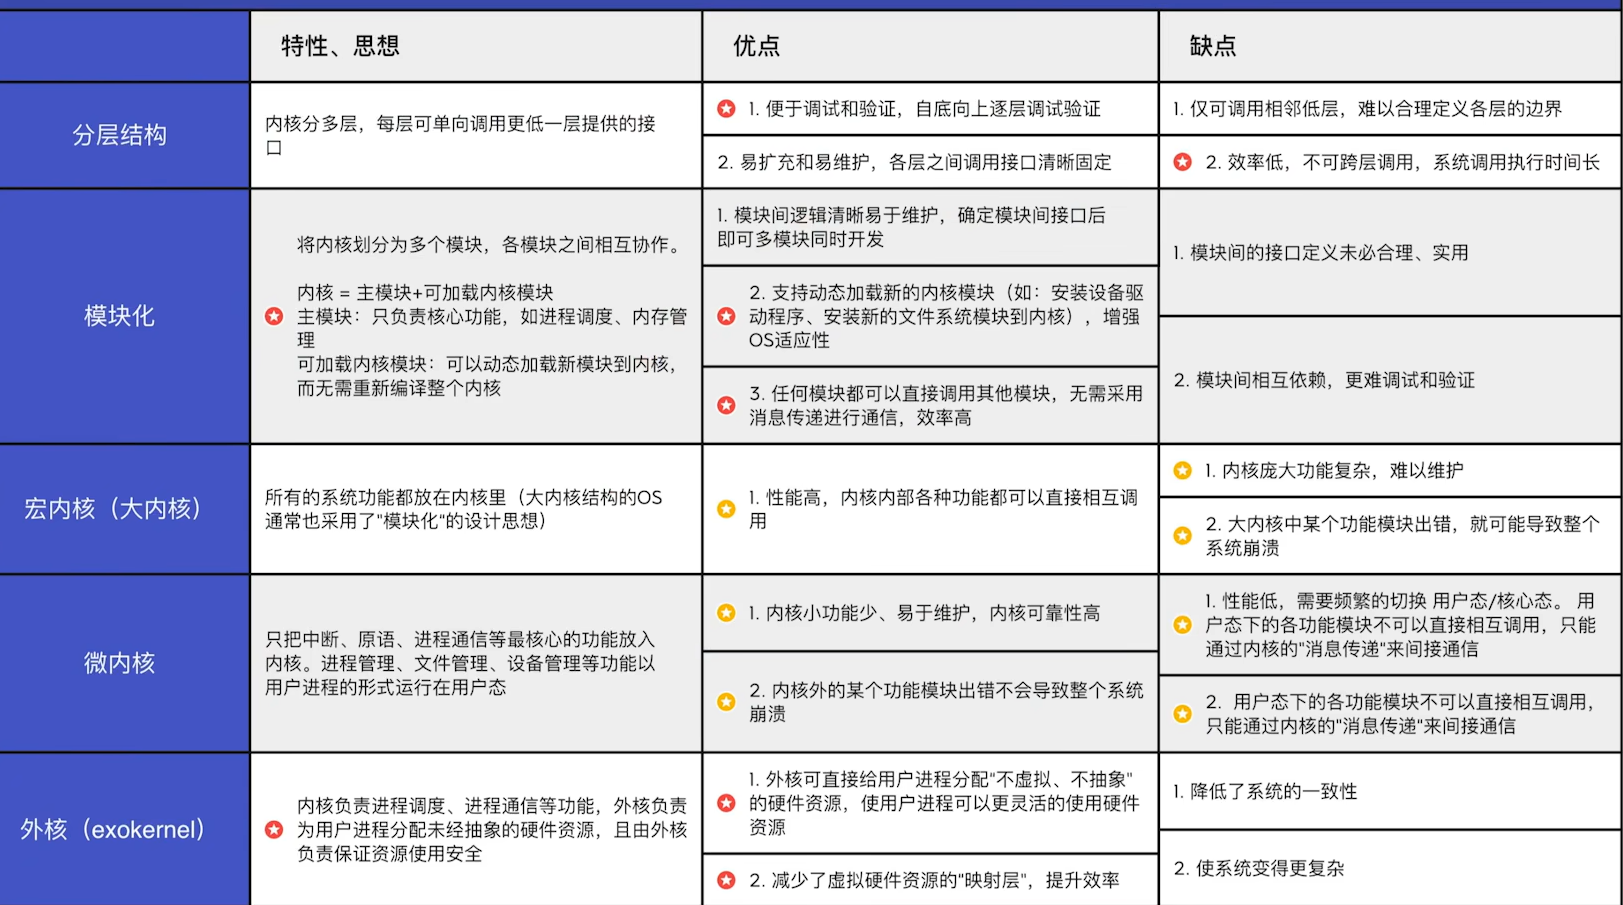 特性、思想
优点
缺点
分层结构
内核分多层，每层可单向调用更低一层提供的接
口
1. 便于调试和验证，自底向上逐层调试验证
2. 易扩充和易维护，各层之间调用接口清晰固定
1. 仅可调用相邻低层，难以合理定义各层的边界
2. 效率低，不可跨层调用，系统调用执行时间长
模块化
将内核划分为多个模块，各模块之间相互协作。
内核 = 主模块+可加载内核模块
主模块：只负责核心功能，如进程调度、内存管
理
可加载内核模块：可以动态加载新模块到内核，
而无需重新编译整个内核
1. 模块间逻辑清晰易于维护，确定模块间接口后
即可多模块同时开发
2. 支持动态加载新的内核模块（如：安装设备驱
动程序、安装新的文件系统模块到内核），增强
OS适应性
3. 任何模块都可以直接调用其他模块，无需采用
消息传递进行通信，效率高
1. 模块间的接口定义未必合理、实用
2. 模块间相互依赖，更难调试和验证
宏内核（大内核）
所有的系统功能都放在内核里（大内核结构的OS
通常也采用了"模块化"的设计思想）
1. 性能高，内核内部各种功能都可以直接相互调
用
1. 内核庞大功能复杂，难以维护
2. 大内核中某个功能模块出错，就可能导致整个
系统崩溃
微内核
只把中断、原语、进程通信等最核心的功能放入
内核。进程管理、文件管理、设备管理等功能以
用户进程的形式运行在用户态
1. 内核小功能少、易于维护，内核可靠性高
2. 内核外的某个功能模块出错不会导致整个系统
崩溃
1. 性能低，需要频繁的切换 用户态/核心态。 用
户态下的各功能模块不可以直接相互调用，只能
通过内核的"消息传递"来间接通信
2. 用户态下的各功能模块不可以直接相互调用，
只能通过内核的"消息传递"来间接通信
外核（exokernel）
内核负责进程调度、进程通信等功能，外核负责
为用户进程分配未经抽象的硬件资源，且由外核
负责保证资源使用安全
1. 外核可直接给用户进程分配"不虚拟、不抽象"
的硬件资源，使用户进程可以更灵活的使用硬件
资源
2. 减少了虚拟硬件资源的"映射层"，提升效率
1. 降低了系统的一致性
2. 使系统变得更复杂